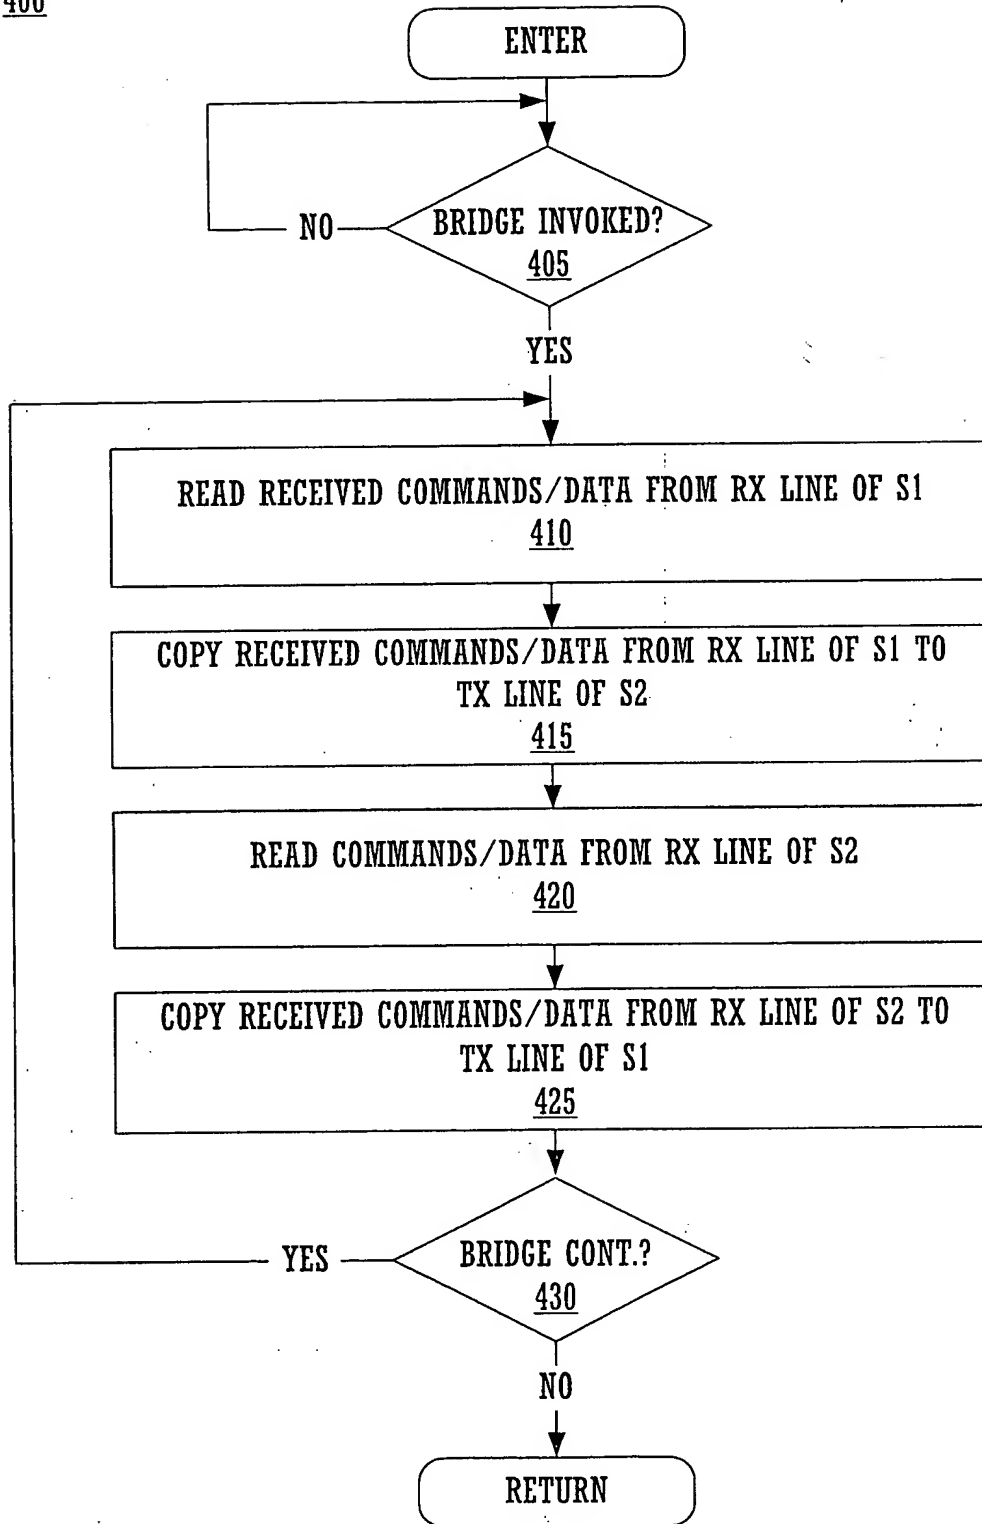 400
ENTER
BRIDGE INVOKED?
405
NO
YES
READ RECEIVED COMMANDS/DATA FROM RX LINE OF S1
410
COPY RECEIVED COMMANDS/DATA FROM RX LINE OF S1 TO
TX LINE OF S2
415
READ COMMANDS/DATA FROM RX LINE OF S2
420
COPY RECEIVED COMMANDS/DATA FROM RX LINE OF S2 TO
TX LINE OF S1
425
BRIDGE CONT.?
430
YES
NO
RETURN